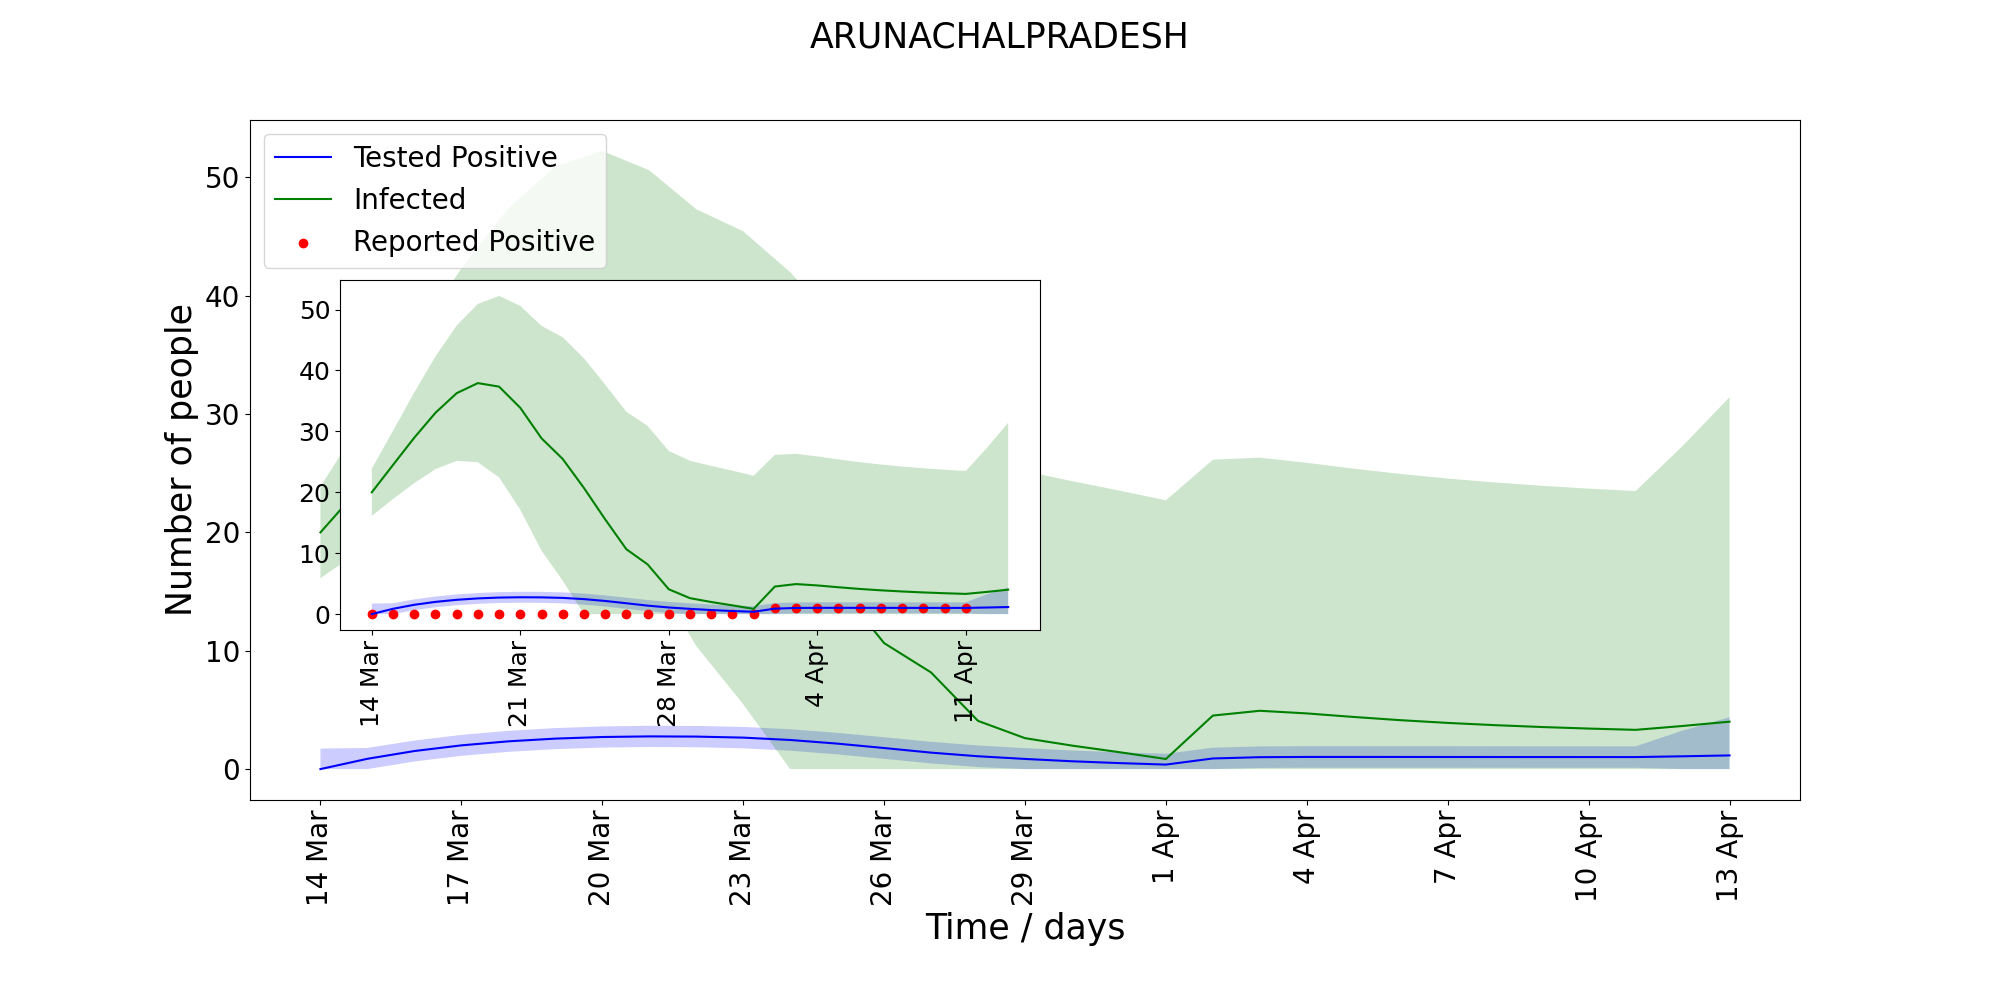 ARUNACHALPRADESH
Tested Positive
Infected
Reported Positive
Number of people
50
40
30
20
10
0
50
40
30
20
10
0
14 Mar
21 Mar
28 Mar
4 Apr
11 Apr
14 Mar
17 Mar
20 Mar
23 Mar
26 Mar
29 Mar
1 Apr
4 Apr
7 Apr
10 Apr
13 Apr
Time / days